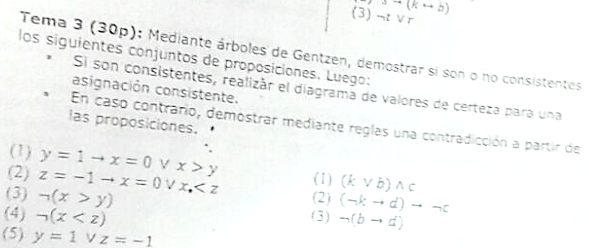 (k ↔ b)
(3) ¬t ∨ r
Tema 3 (30p): Mediante árboles de Gentzen, demostrar si son o no consistentes
los siguientes conjuntos de proposiciones. Luego:
* Si son consistentes, realizar el diagrama de valores de certeza para una
asignación consistente.
* En caso contrario, demostrar mediante reglas una contradicción a partir de
las proposiciones.
(1) y = 1 → x = 0 ∨ x > y
(2) z = −1 → x = 0 ∨ x < z
(3) ¬(x > y)
(4) ¬(x < z)
(5) y = 1 ∨ z = −1
(1) (k ∨ b) ∧ c
(2) (¬k → d) → ¬c
(3) ¬(b → d)